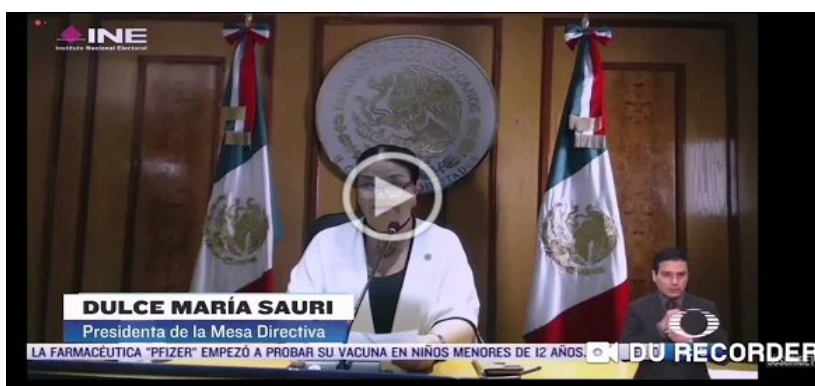 INE
Instituto Nacional Electoral
DULCE MARÍA SAURI
Presidenta de la Mesa Directiva
LA FARMACÉUTICA "PFIZER" EMPEZÓ A PROBAR SU VACUNA EN NIÑOS MENORES DE 12 AÑOS.
DU RECORDER